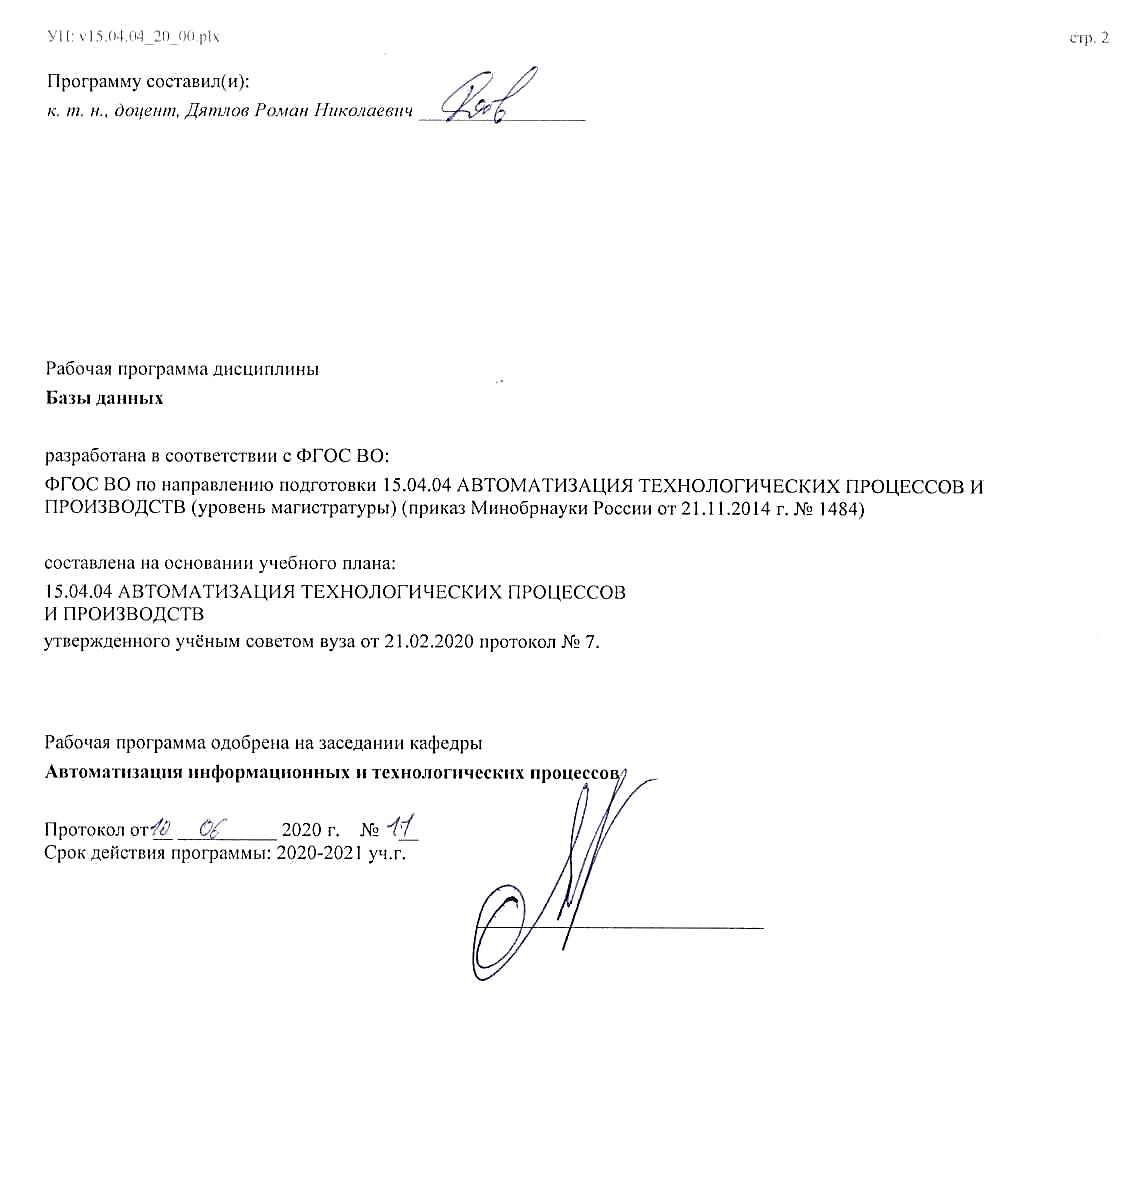 УП: v15.04.04_20_00.plx
стр. 2
Программу составил(и):
к. т. н., доцент, Дятлов Роман Николаевич
Рабочая программа дисциплины
Базы данных
разработана в соответствии с ФГОС ВО:
ФГОС ВО по направлению подготовки 15.04.04 АВТОМАТИЗАЦИЯ ТЕХНОЛОГИЧЕСКИХ ПРОЦЕССОВ И
ПРОИЗВОДСТВ (уровень магистратуры) (приказ Минобрнауки России от 21.11.2014 г. № 1484)
составлена на основании учебного плана:
15.04.04 АВТОМАТИЗАЦИЯ ТЕХНОЛОГИЧЕСКИХ ПРОЦЕССОВ
И ПРОИЗВОДСТВ
утвержденного учёным советом вуза от 21.02.2020 протокол № 7.
Рабочая программа одобрена на заседании кафедры
Автоматизация информационных и технологических процессов
Протокол от 10 06 2020 г. № 11
Срок действия программы: 2020-2021 уч.г.